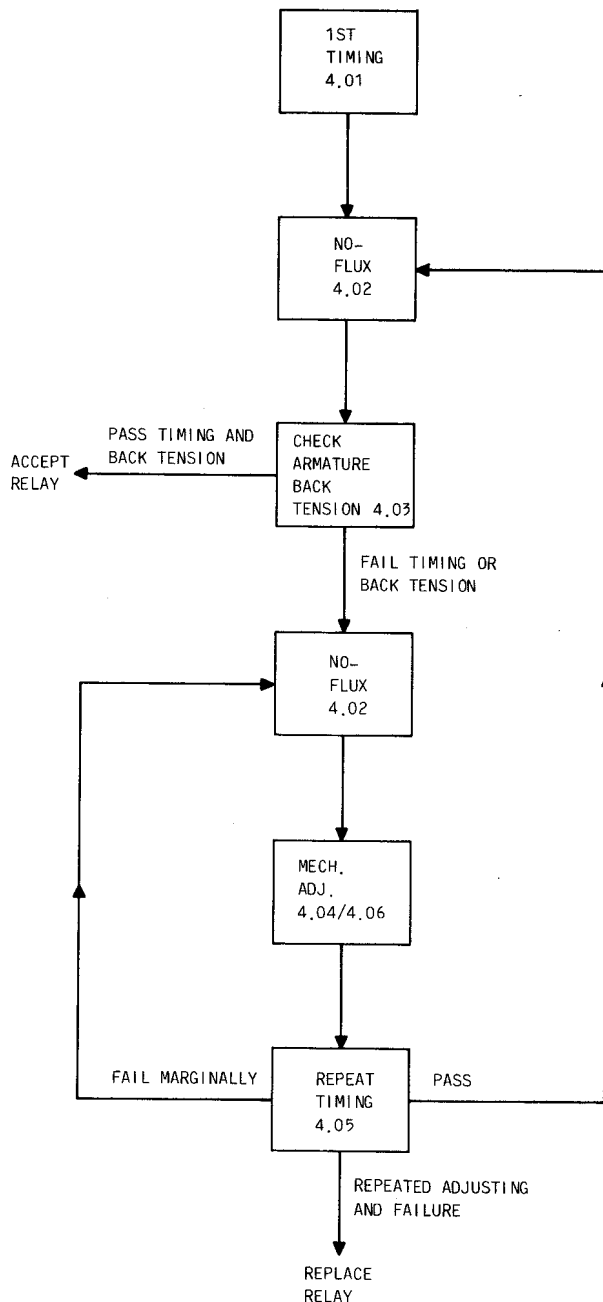 1ST
TIMING
4.01
NO-
FLUX
4.02
PASS TIMING AND
BACK TENSION
ACCEPT
RELAY
CHECK
ARMATURE
BACK
TENSION 4.03
FAIL TIMING OR
BACK TENSION
NO-
FLUX
4.02
MECH.
ADJ.
4.04/4.06
FAIL MARGINALLY
REPEAT
TIMING
4.05
PASS
REPEATED ADJUSTING
AND FAILURE
REPLACE
RELAY